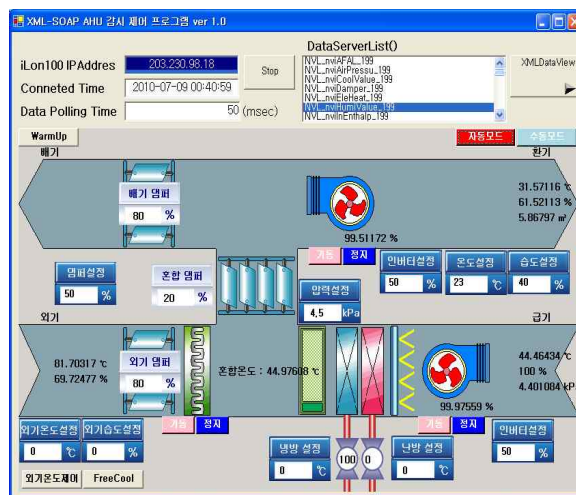 XML-SOAP AHU 감시 제어 프로그램 ver 1.0
DataServerList()
iLon100 IPAddres 203.230.98.18
Conneted Time 2010-07-09 00:40:59
Data Polling Time 50 (msec)
Stop
NVL_nviAFAL_199
NVL_nviAirPressu_199
NVL_nviCoolValue_199
NVL_nviDamper_199
NVL_nviEleHeat_199
NVL_nviHumiValue_199
NVL_nviInEnthalp_199
XMLDataView
WarmUp
자동모드
수동모드
배기
환기
배기 댐퍼
80 %
31.57116 ℃
61.52113 %
5.86797 ㎥
99.51172 %
가동 정지
댐퍼설정
50 %
혼합 댐퍼
20 %
압력설정
4,5 kPa
인버터설정
50 %
온도설정
23 ℃
습도설정
40 %
외기
급기
81.70317 ℃
69.72477 %
외기 댐퍼
80 %
혼합온도 : 44.97608 ℃
44.46434 ℃
100 %
4.401084 kP
99.97559 %
가동 정지
가동 정지
외기온도설정
0 ℃
외기습도설정
0 %
냉방 설정
0 ℃
100
0
난방 설정
0 ℃
인버터설정
50 %
외기온도제어
FreeCool